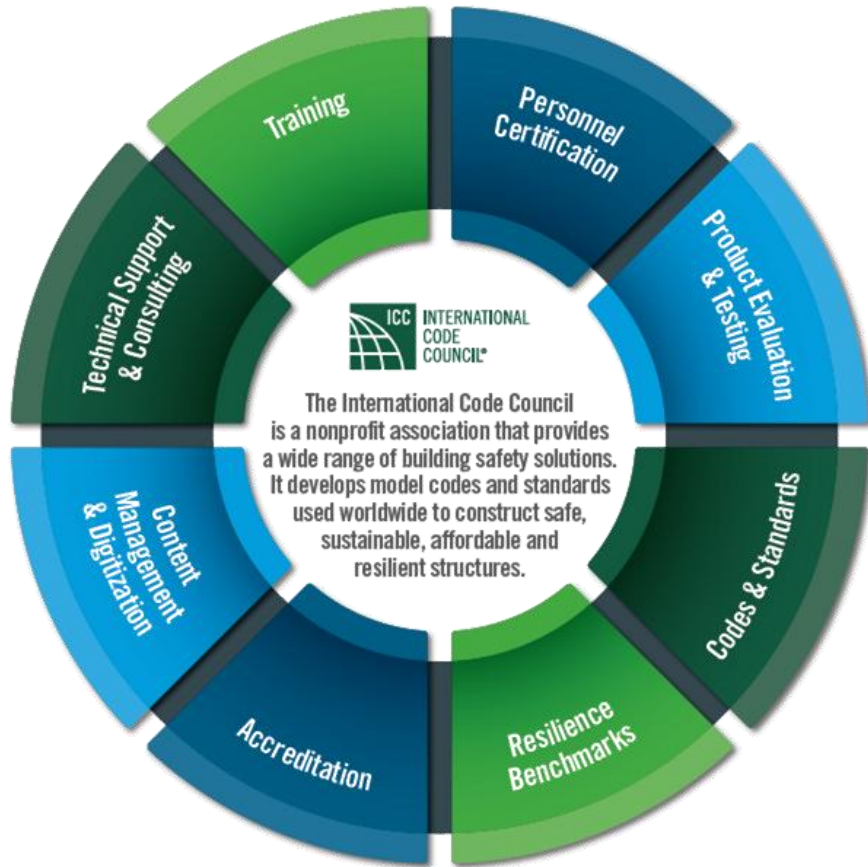 Training
Personnel
Certification
Product Evaluation
& Testing
Codes & Standards
Resilience
Benchmarks
Accreditation
Content
Management
& Digitization
Technical Support
& Consulting
ICC
INTERNATIONAL
CODE
COUNCIL®
The International Code Council
is a nonprofit association that provides
a wide range of building safety solutions.
It develops model codes and standards
used worldwide to construct safe,
sustainable, affordable and
resilient structures.